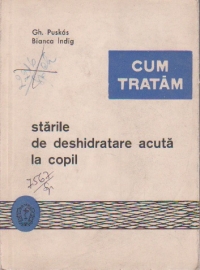 Gh. Puskás
Bianca Indig
CUM
TRATĂM
stările
de deshidratare acută
la copil